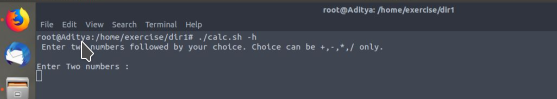 root@Aditya: /home/exercise/dir1
File Edit View Search Terminal Help
root@Aditya:/home/exercise/dir1# ./calc.sh -h
Enter two numbers followed by your choice. Choice can be +,-,*,/ only.
Enter Two numbers :